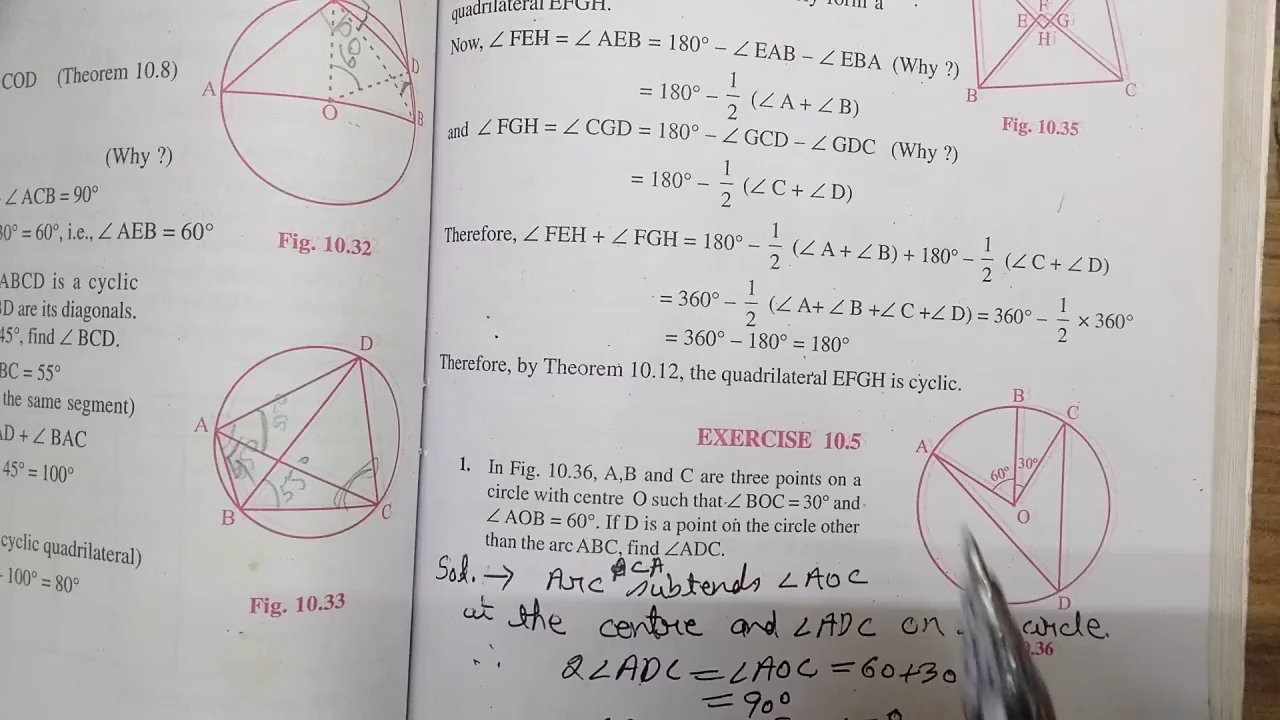 COD (Theorem 10.8)
(Why ?)
∠ ACB = 90°
0° = 60°, i.e., ∠ AEB = 60°
ABCD is a cyclic
D are its diagonals.
45°, find ∠ BCD.
BC = 55°
the same segment)
AD + ∠ BAC
45° = 100°
cyclic quadrilateral)
100° = 80°
A
D
O
B
Fig. 10.32
D
A
B
C
55°
Fig. 10.33
quadrilateral EFGH.
form a
Now, ∠ FEH = ∠ AEB = 180° – ∠ EAB – ∠ EBA (Why ?)
= 180° – 1/2 (∠ A + ∠ B)
and ∠ FGH = ∠ CGD = 180° – ∠ GCD – ∠ GDC (Why ?)
= 180° – 1/2 (∠ C + ∠ D)
Therefore, ∠ FEH + ∠ FGH = 180° – 1/2 (∠ A + ∠ B) + 180° – 1/2 (∠ C + ∠ D)
= 360° – 1/2 (∠ A+ ∠ B +∠ C +∠ D) = 360° – 1/2 × 360°
= 360° – 180° = 180°
Therefore, by Theorem 10.12, the quadrilateral EFGH is cyclic.
F
E G
H
B C
Fig. 10.35
EXERCISE 10.5
1. In Fig. 10.36, A,B and C are three points on a
circle with centre O such that ∠ BOC = 30° and
∠ AOB = 60°. If D is a point on the circle other
than the arc ABC, find ∠ADC.
B
C
A
60° 30°
O
D
.36
Sol. → Arc ACA subtends ∠AOC
at the centre and ∠ADC on circle.
∴ 2∠ADC = ∠AOC = 60+30
= 90°